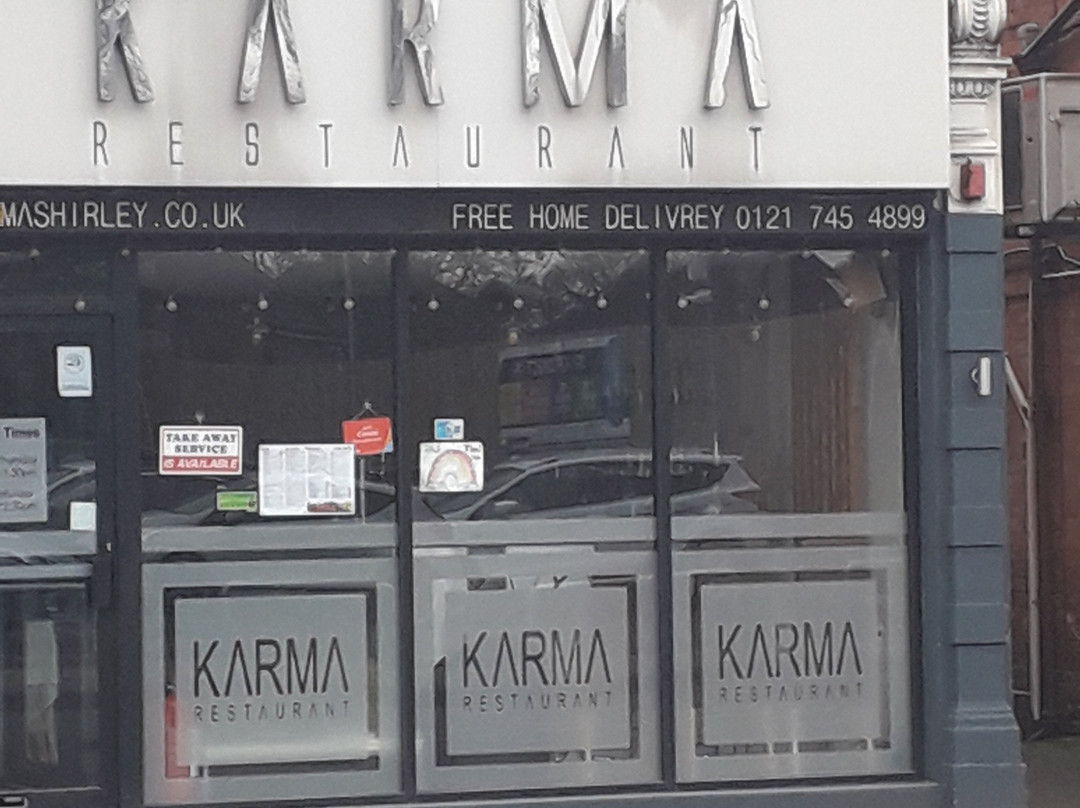 KARMA
RESTAURANT
MASHIRLEY.CO.UK
FREE HOME DELIVREY 0121 745 4899
Times
TAKE AWAY
SERVICE
IS AVAILABLE
KARMA
RESTAURANT
KARMA
RESTAURANT
KARMA
RESTAURANT